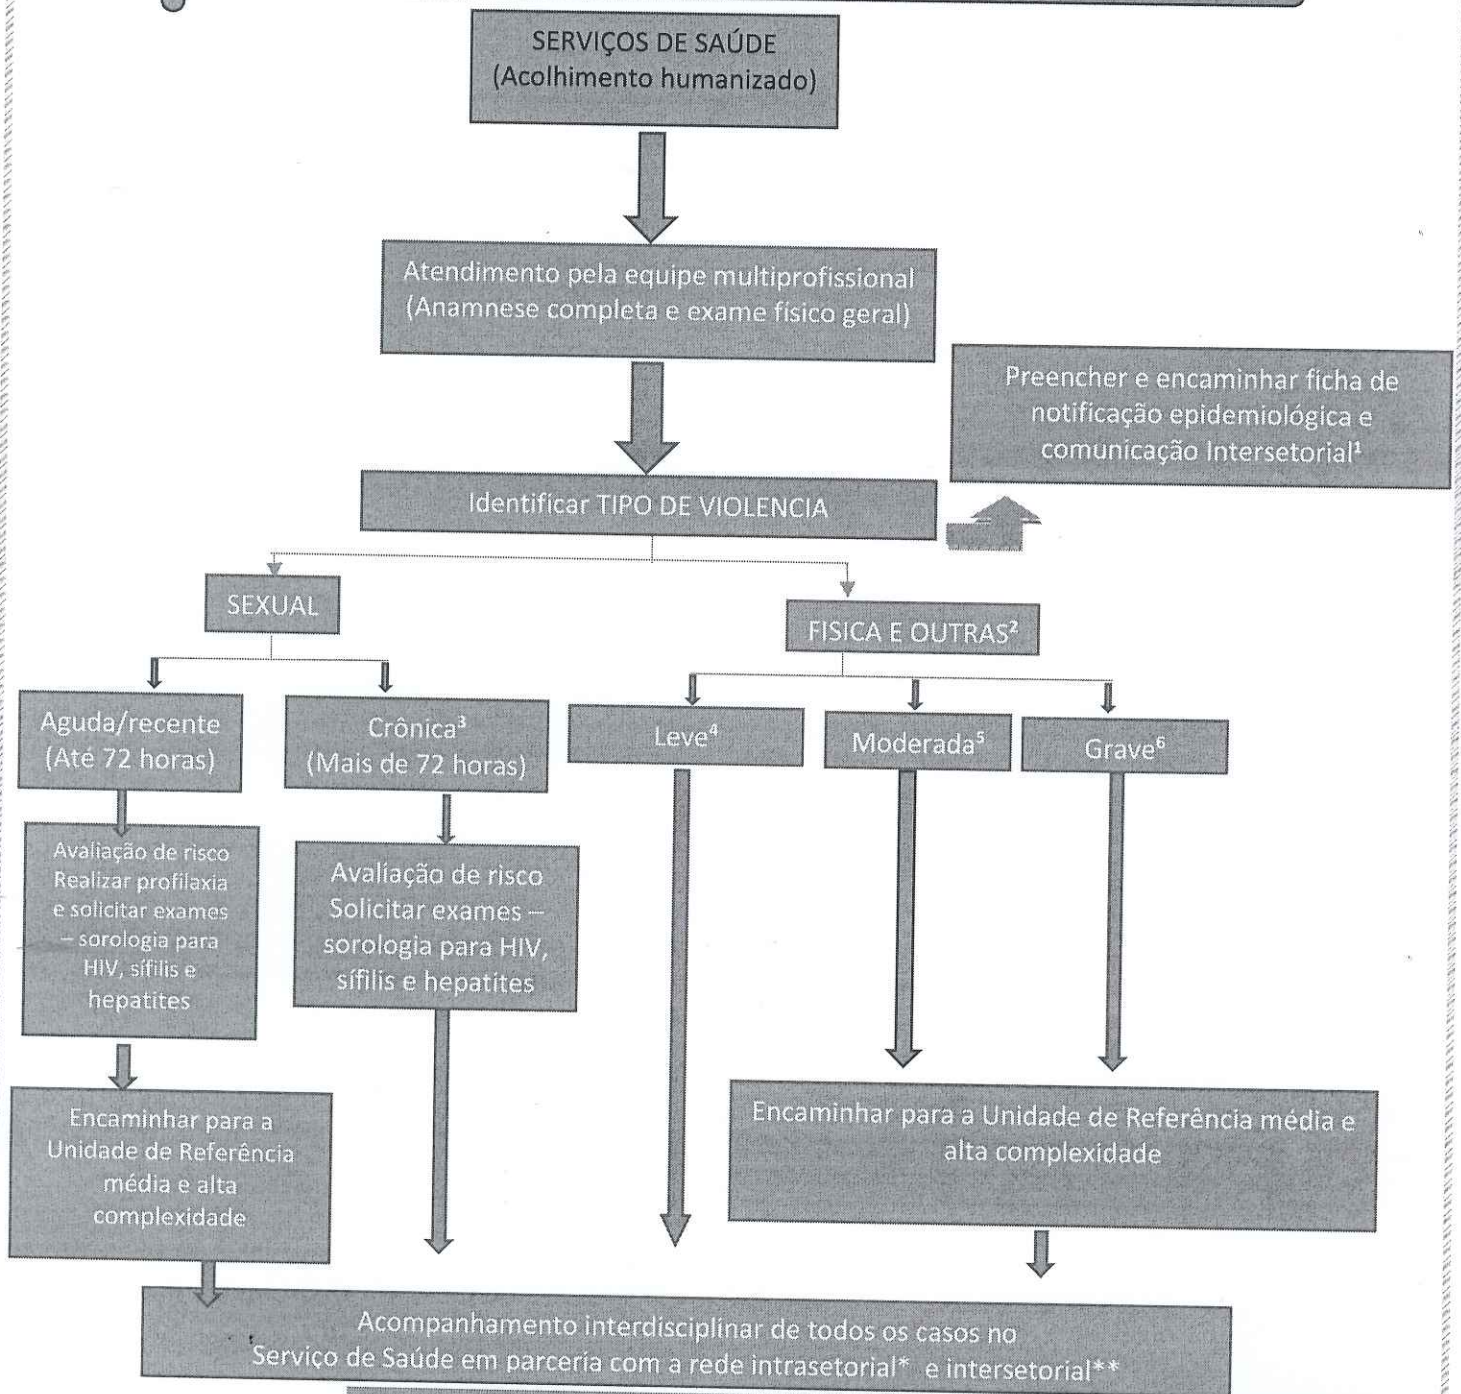 SERVIÇOS DE SAÚDE
(Acolhimento humanizado)
Atendimento pela equipe multiprofissional
(Anamnese completa e exame físico geral)
Preencher e encaminhar ficha de
notificação epidemiológica e
comunicação Intersetorial¹
Identificar TIPO DE VIOLENCIA
SEXUAL
FISICA E OUTRAS²
Aguda/recente
(Até 72 horas)
Crônica³
(Mais de 72 horas)
Leve⁴
Moderada⁵
Grave⁶
Avaliação de risco
Realizar profilaxia
e solicitar exames
– sorologia para
HIV, sífilis e
hepatites
Avaliação de risco
Solicitar exames –
sorologia para HIV,
sífilis e hepatites
Encaminhar para a
Unidade de Referência
média e alta
complexidade
Encaminhar para a Unidade de Referência média e
alta complexidade
Acompanhamento interdisciplinar de todos os casos no
Serviço de Saúde em parceria com a rede intrasetorial* e intersetorial**